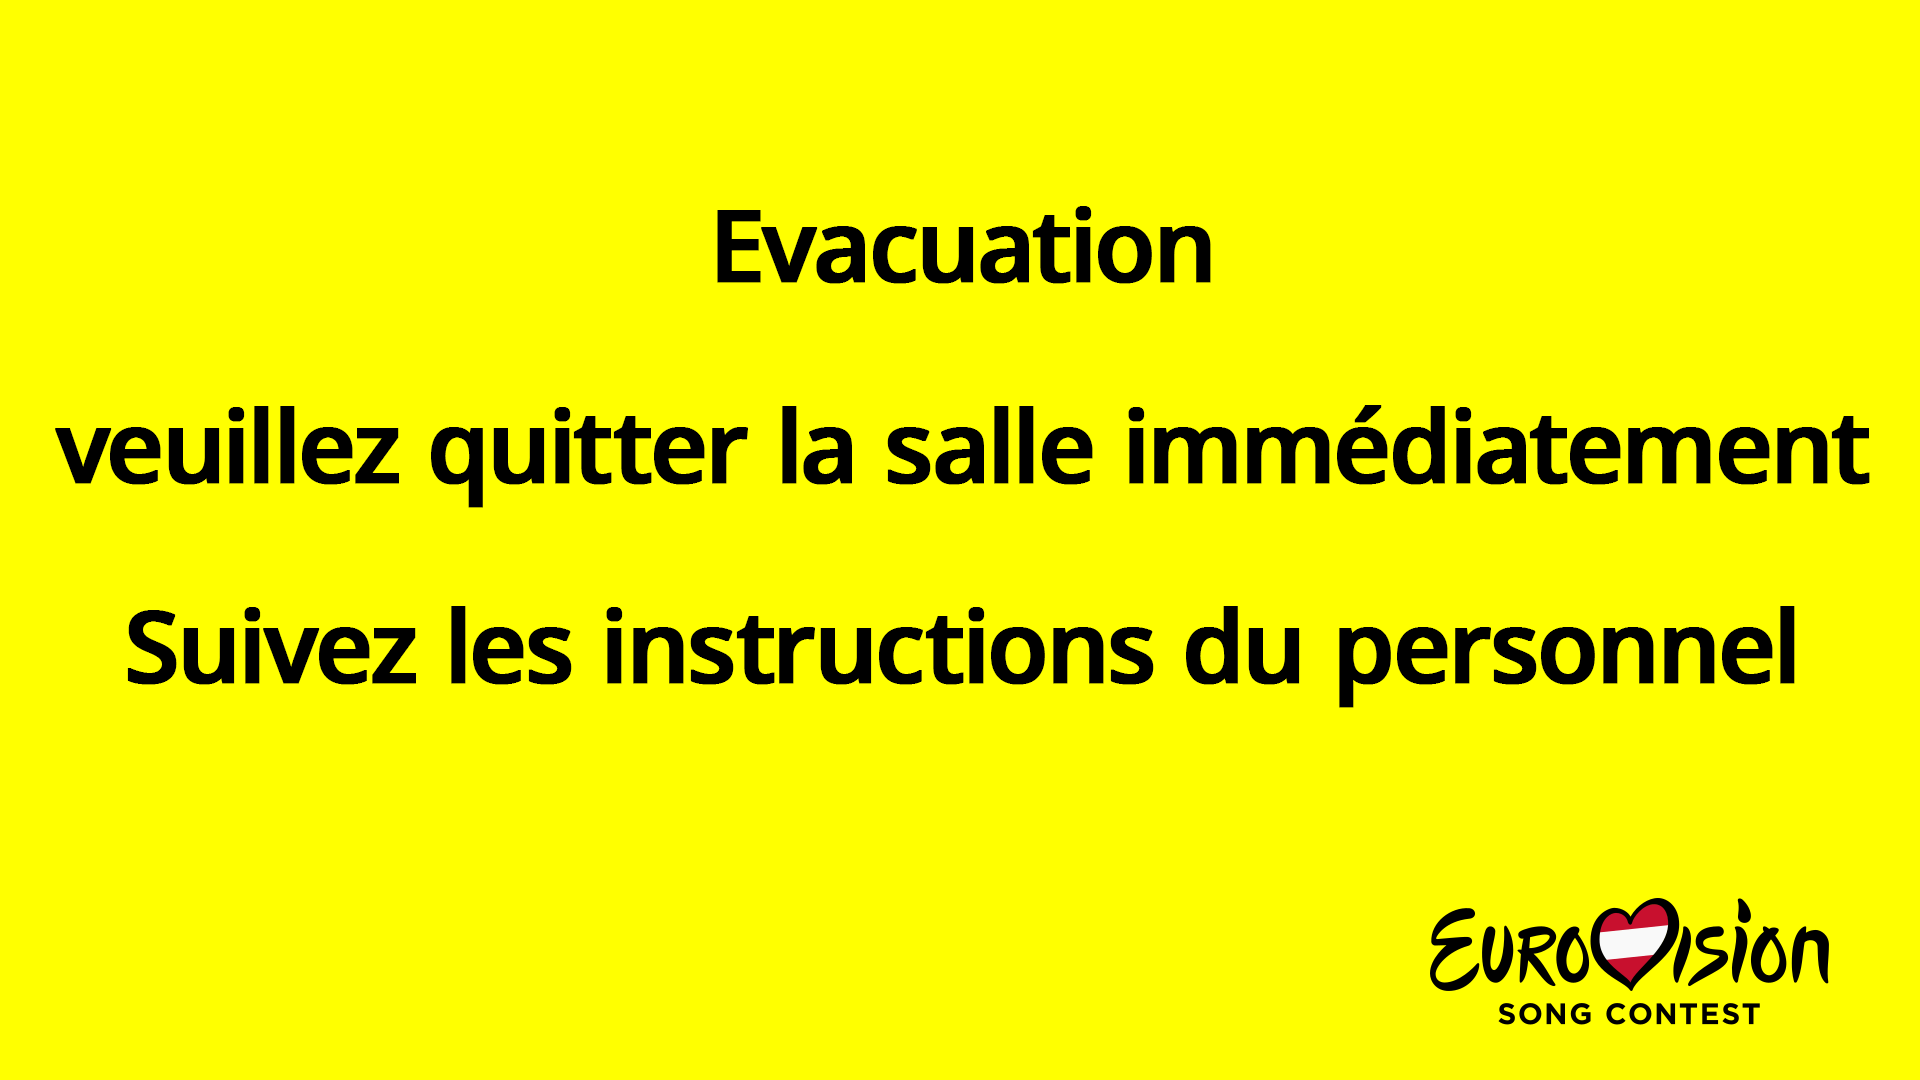 Evacuation
veuillez quitter la salle immédiatement
Suivez les instructions du personnel
EUROVISION
SONG CONTEST